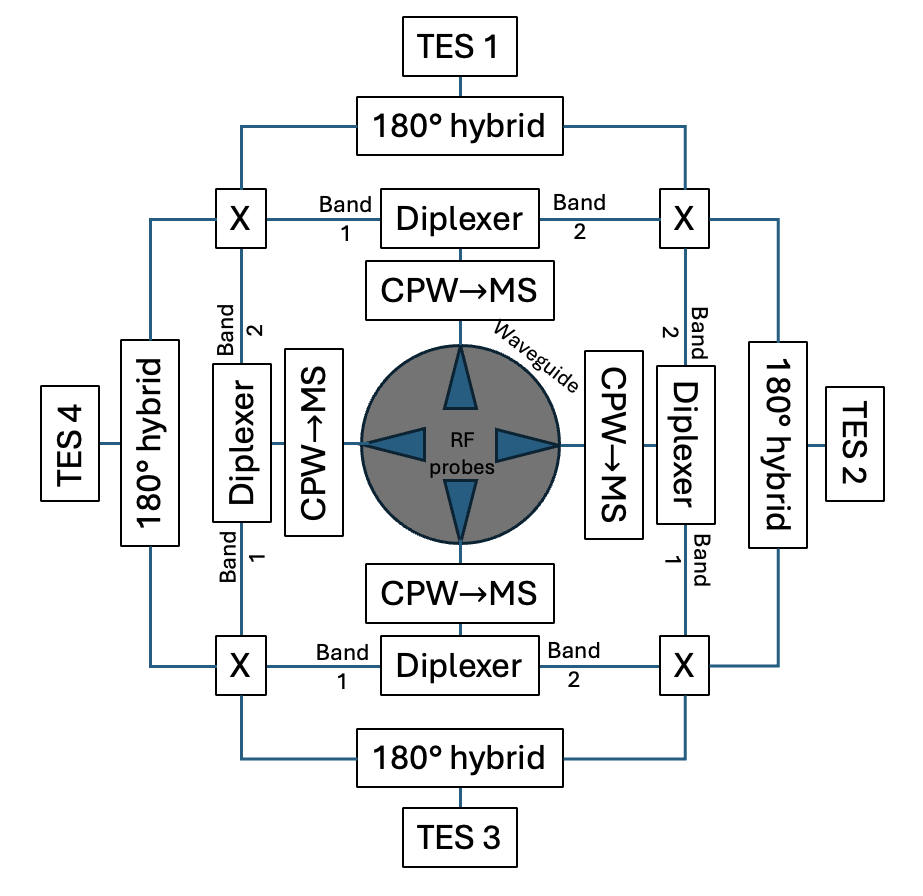 TES 1
180° hybrid
X
Band
1
Diplexer
Band
2
X
CPW→MS
Waveguide
Band
2
Band
2
TES 4
180° hybrid
Diplexer
CPW→MS
RF
probes
CPW→MS
Diplexer
180° hybrid
TES 2
Band
1
Band
1
CPW→MS
X
Band
1
Diplexer
Band
2
X
180° hybrid
TES 3